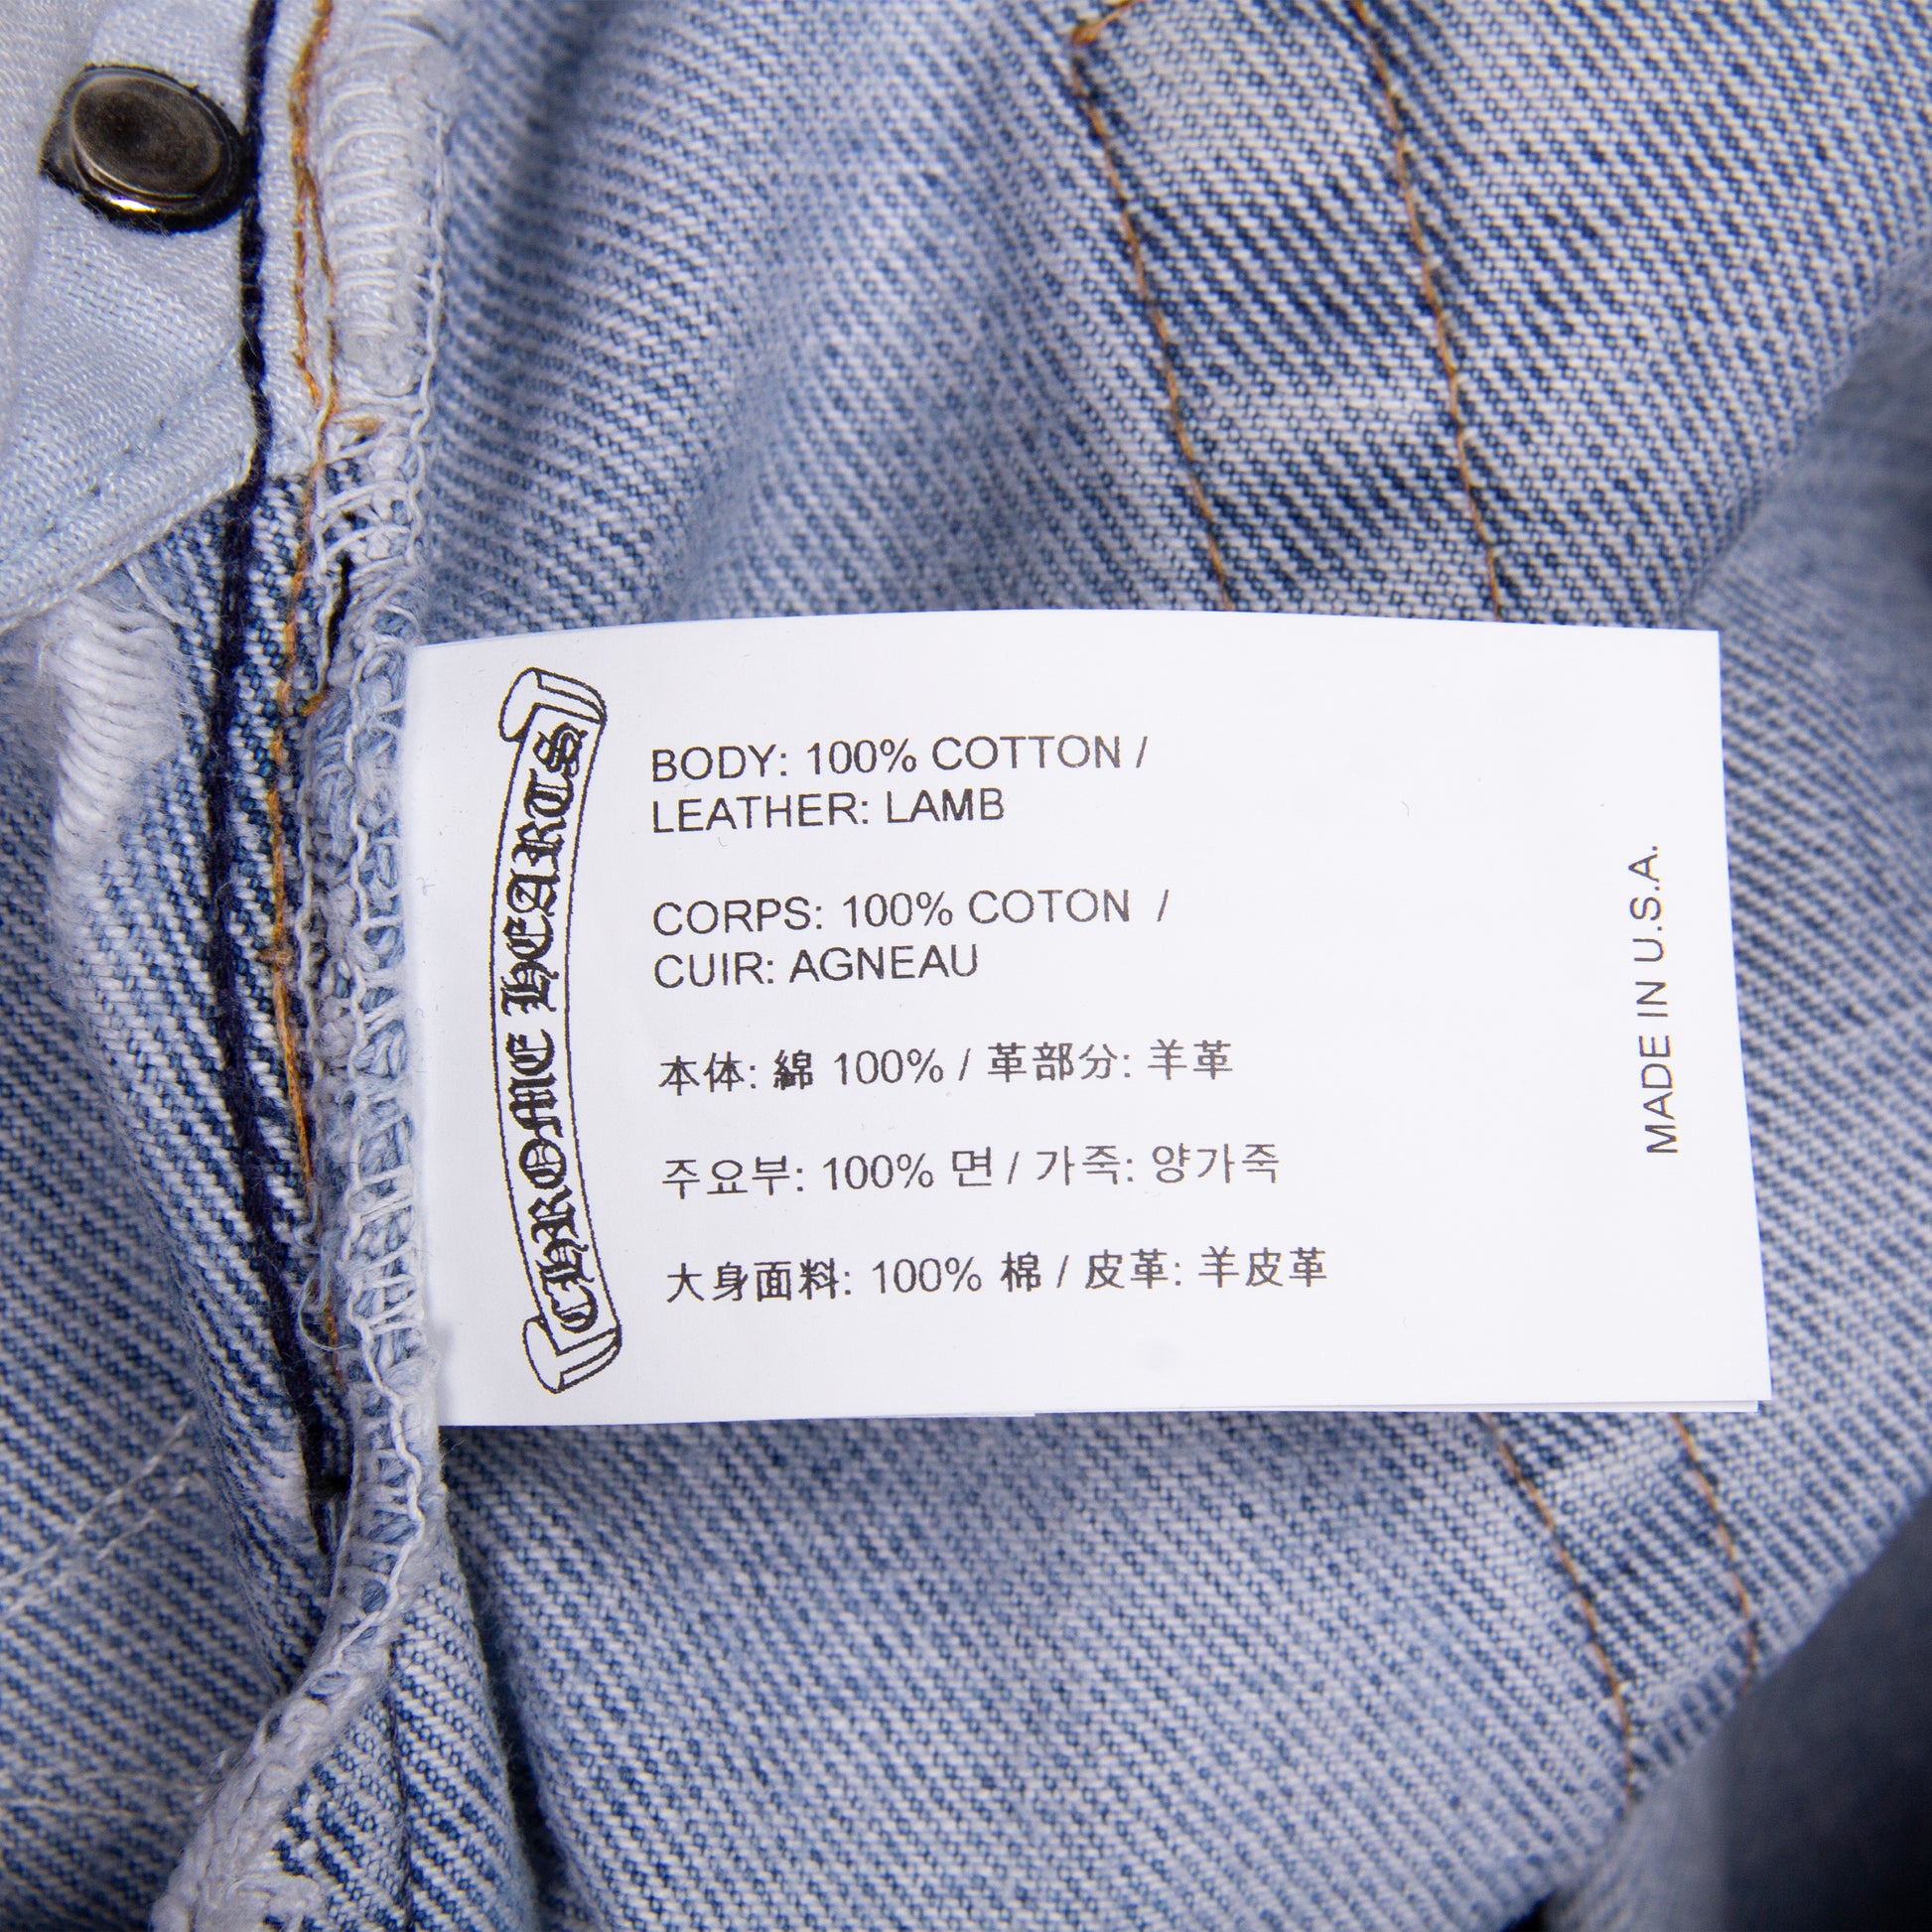 CHROME HEARTS
BODY: 100% COTTON /
LEATHER: LAMB
CORPS: 100% COTON /
CUIR: AGNEAU
本体: 綿 100% / 革部分: 羊革
주요부: 100% 면 / 가죽: 양가죽
大身面料: 100% 棉 / 皮革: 羊皮革
MADE IN U.S.A.